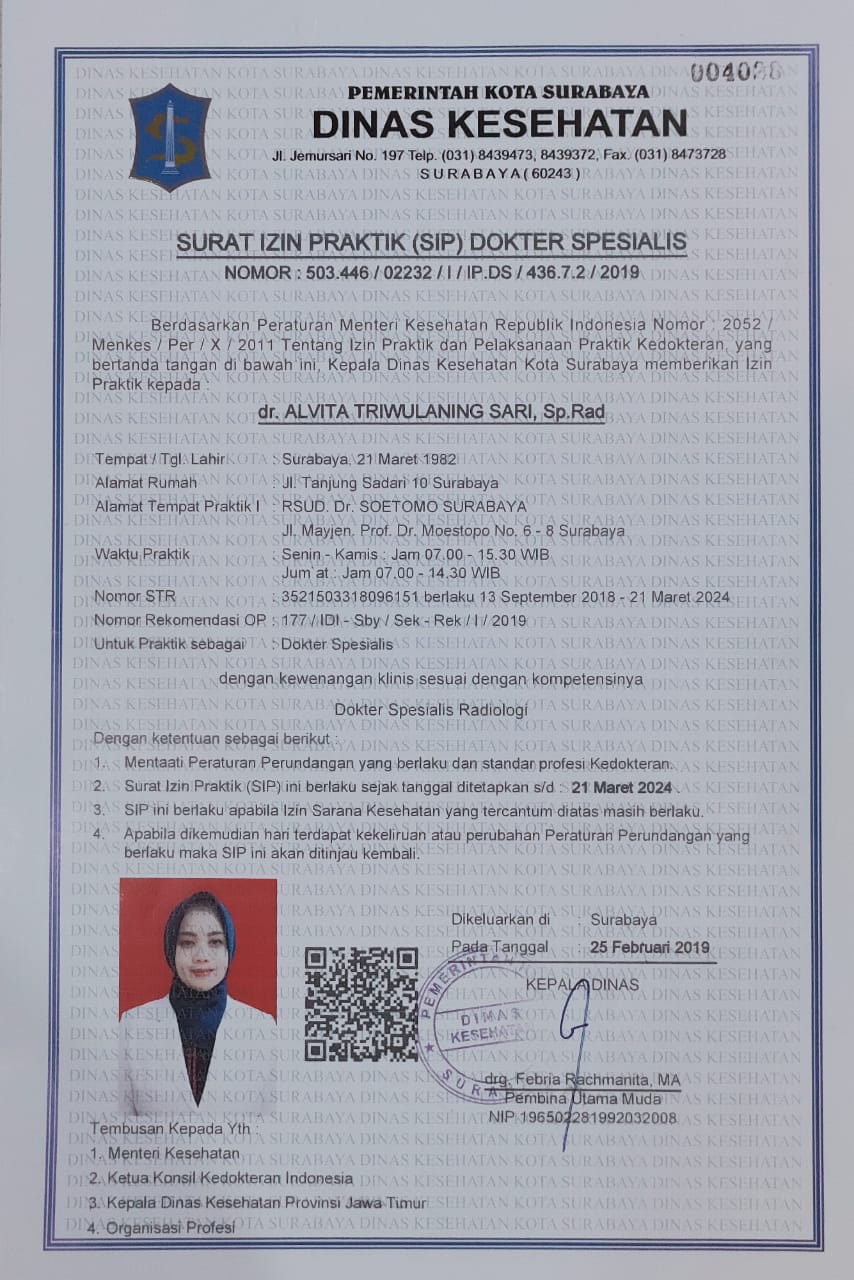 004088
PEMERINTAH KOTA SURABAYA
DINAS KESEHATAN
Jl. Jemursari No. 197 Telp. (031) 8439473, 8439372, Fax. (031) 8473728
SURABAYA ( 60243 )
SURAT IZIN PRAKTIK (SIP) DOKTER SPESIALIS
NOMOR : 503.446 / 02232 / I / IP.DS / 436.7.2 / 2019
Berdasarkan Peraturan Menteri Kesehatan Republik Indonesia Nomor : 2052 /
Menkes / Per / X / 2011 Tentang Izin Praktik dan Pelaksanaan Praktik Kedokteran, yang
bertanda tangan di bawah ini, Kepala Dinas Kesehatan Kota Surabaya memberikan Izin
Praktik kepada :
dr. ALVITA TRIWULANING SARI, Sp.Rad
Tempat / Tgl. Lahir : Surabaya, 21 Maret 1982
Alamat Rumah : Jl. Tanjung Sadari 10 Surabaya
Alamat Tempat Praktik I : RSUD. Dr. SOETOMO SURABAYA
Jl. Mayjen. Prof. Dr. Moestopo No. 6 - 8 Surabaya
Waktu Praktik : Senin - Kamis : Jam 07.00 - 15.30 WIB
Jum`at : Jam 07.00 - 14.30 WIB
Nomor STR : 3521503318096151 berlaku 13 September 2018 - 21 Maret 2024
Nomor Rekomendasi OP : 177 / IDI - Sby / Sek - Rek / I / 2019
Untuk Praktik sebagai : Dokter Spesialis
dengan kewenangan klinis sesuai dengan kompetensinya
Dokter Spesialis Radiologi
Dengan ketentuan sebagai berikut :
1. Mentaati Peraturan Perundangan yang berlaku dan standar profesi Kedokteran.
2. Surat Izin Praktik (SIP) ini berlaku sejak tanggal ditetapkan s/d : 21 Maret 2024 .
3. SIP ini berlaku apabila Izin Sarana Kesehatan yang tercantum diatas masih berlaku.
4. Apabila dikemudian hari terdapat kekeliruan atau perubahan Peraturan Perundangan yang
berlaku maka SIP ini akan ditinjau kembali.
Dikeluarkan di : Surabaya
Pada Tanggal : 25 Februari 2019
KEPALA DINAS
PEMERINTAH
DINAS
KESEHATA
SURA
drg. Febria Rachmanita, MA
Pembina Utama Muda
NIP 196502281992032008
Tembusan Kepada Yth :
1. Menteri Kesehatan
2. Ketua Konsil Kedokteran Indonesia
3. Kepala Dinas Kesehatan Provinsi Jawa Timur
4. Organisasi Profesi